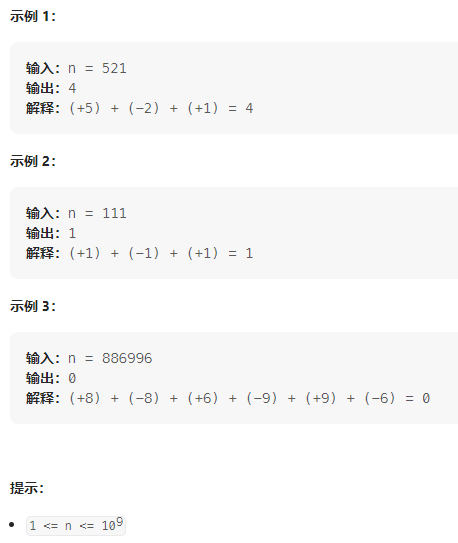 示例 1：
输入：n = 521
输出：4
解释：(+5) + (-2) + (+1) = 4
示例 2：
输入：n = 111
输出：1
解释：(+1) + (-1) + (+1) = 1
示例 3：
输入：n = 886996
输出：0
解释：(+8) + (-8) + (+6) + (-9) + (+9) + (-6) = 0
提示：
• 1 <= n <= 10⁹